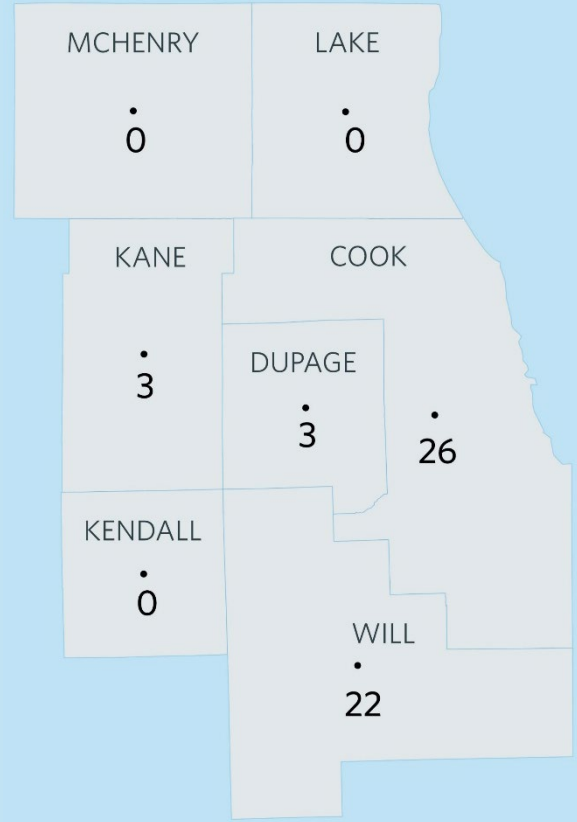 MCHENRY
0
LAKE
0
KANE
3
COOK
26
DUPAGE
3
KENDALL
0
WILL
22